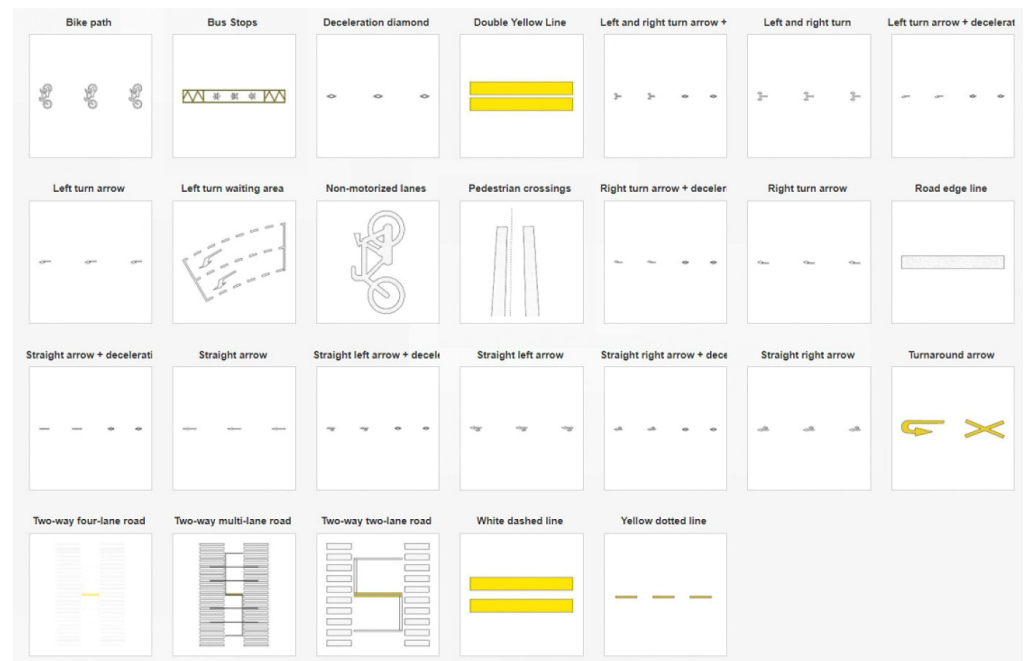 Bike path
Bus Stops
Deceleration diamond
Double Yellow Line
Left and right turn arrow +
Left and right turn
Left turn arrow + decelerat
Left turn arrow
Left turn waiting area
Non-motorized lanes
Pedestrian crossings
Right turn arrow + deceler
Right turn arrow
Road edge line
Straight arrow + decelerati
Straight arrow
Straight left arrow + decele
Straight left arrow
Straight right arrow + dece
Straight right arrow
Turnaround arrow
Two-way four-lane road
Two-way multi-lane road
Two-way two-lane road
White dashed line
Yellow dotted line